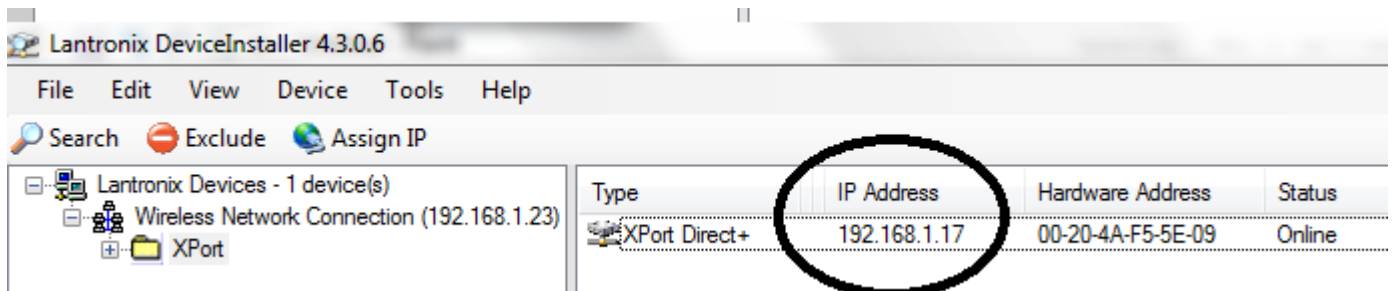 Lantronix DeviceInstaller 4.3.0.6
File Edit View Device Tools Help
Search Exclude Assign IP
Lantronix Devices - 1 device(s)
Wireless Network Connection (192.168.1.23)
XPort
Type IP Address Hardware Address Status
XPort Direct+ 192.168.1.17 00-20-4A-F5-5E-09 Online